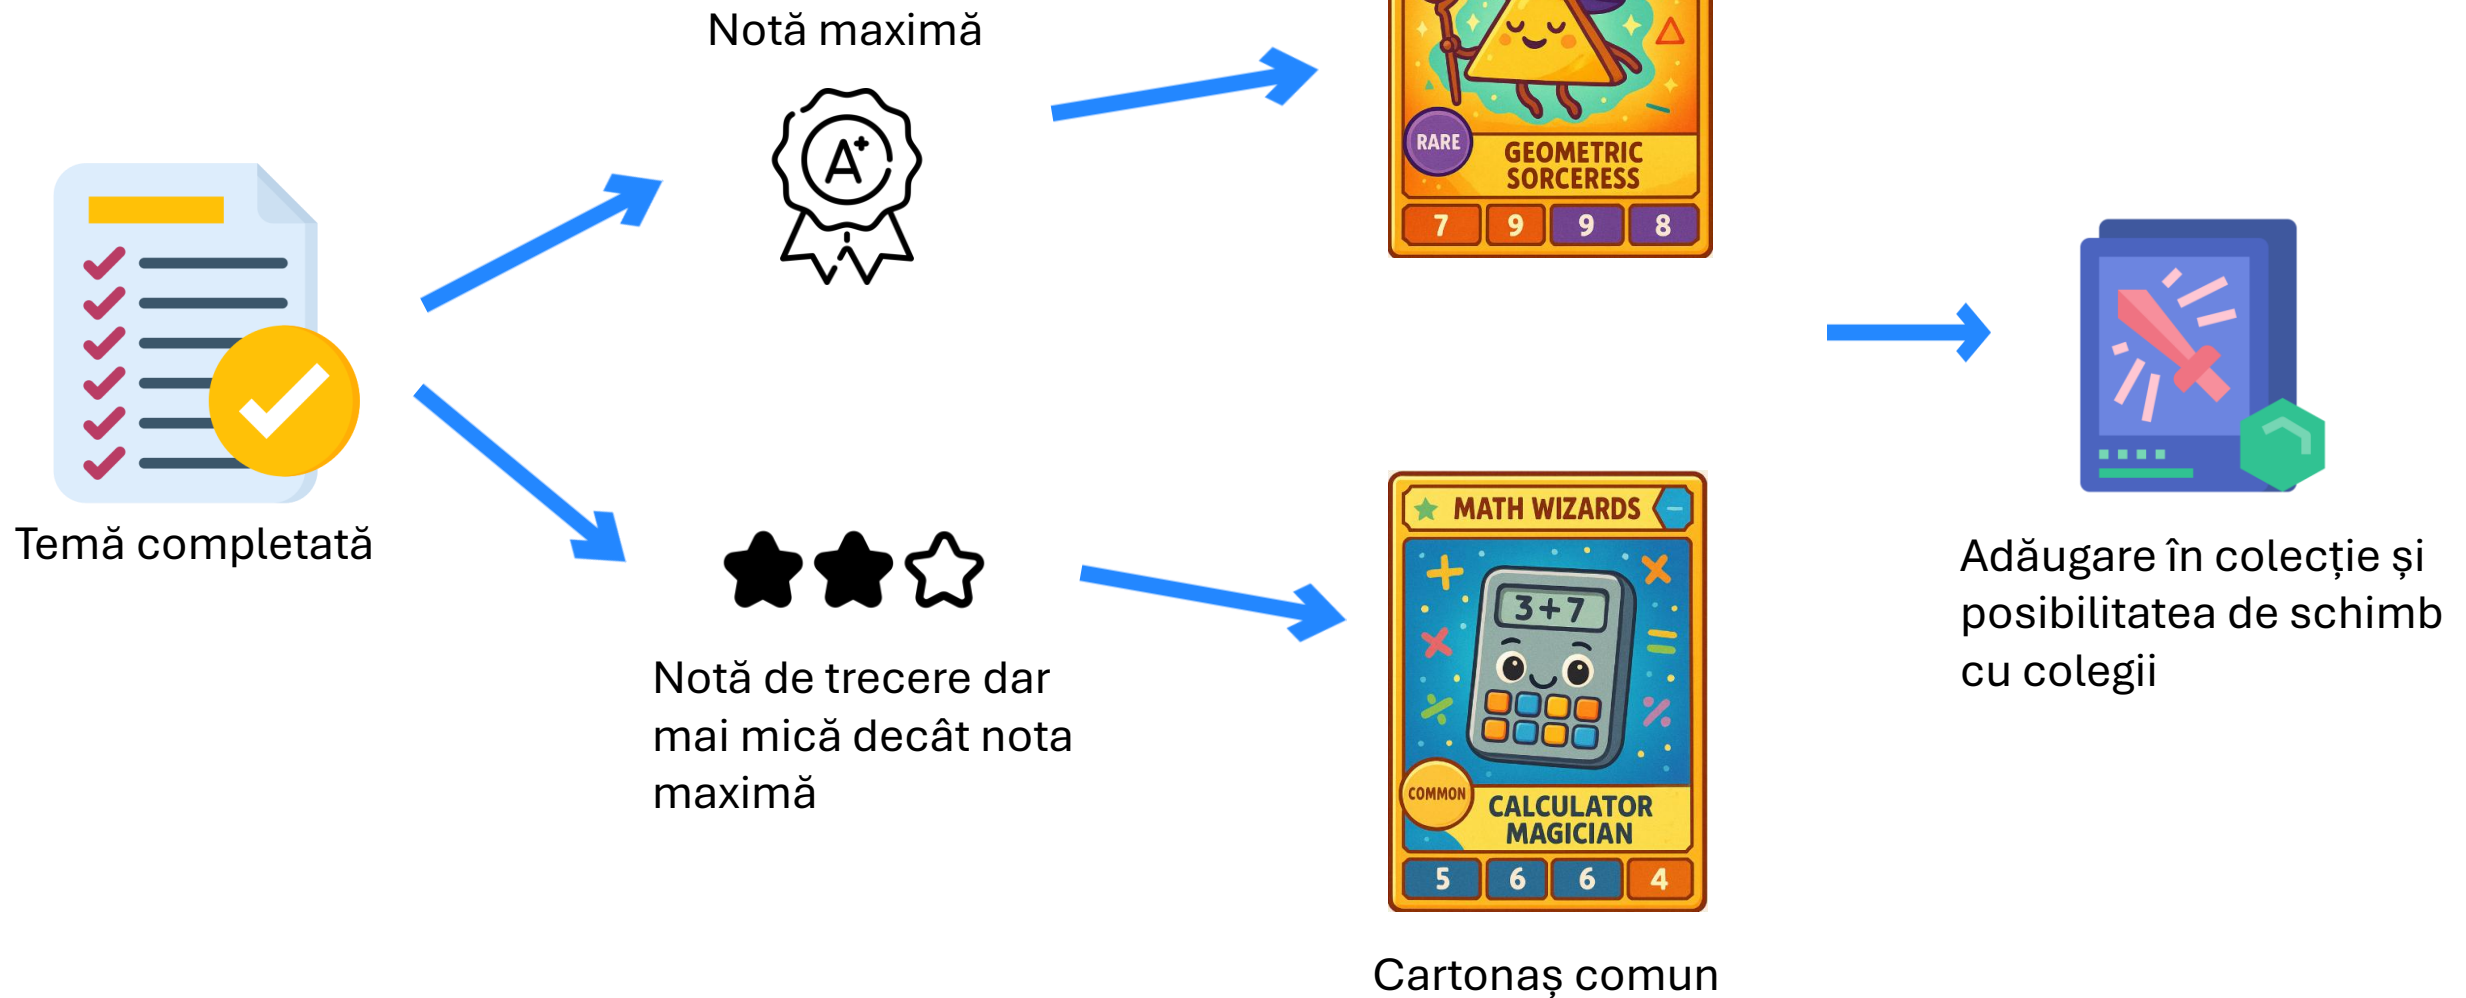 Notă maximă
A+
RARE
GEOMETRIC
SORCERESS
7 9 9 8
Temă completată
Notă de trecere dar
mai mică decât nota
maximă
MATH WIZARDS
3+7
COMMON
CALCULATOR
MAGICIAN
5 6 6 4
Cartonaș comun
Adăugare în colecție și
posibilitatea de schimb
cu colegii